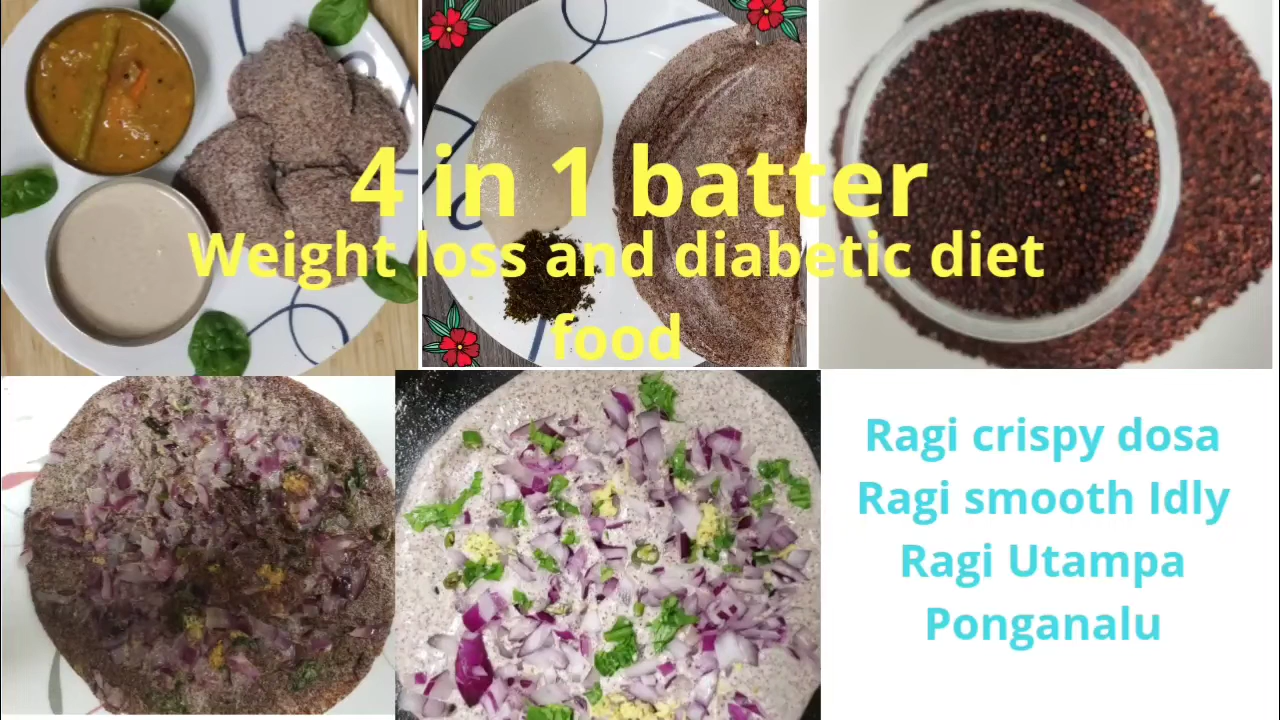 4 in 1 batter
Weight loss and diabetic diet
food
Ragi crispy dosa
Ragi smooth Idly
Ragi Utampa
Ponganalu